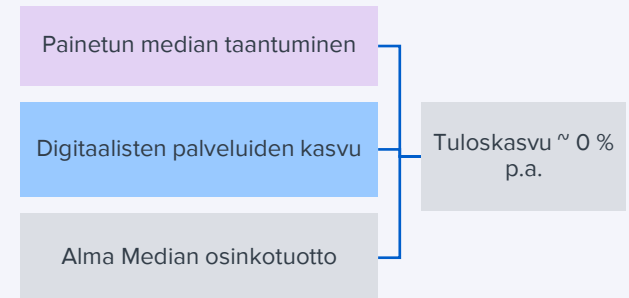 Painetun median taantuminen
Digitaalisten palveluiden kasvu
Alma Median osinkotuotto
Tuloskasvu ~ 0 %
p.a.